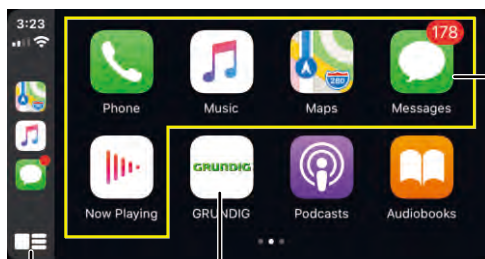 3:23
178
280
Phone Music Maps Messages
GRUNDIG
Now Playing GRUNDIG Podcasts Audiobooks